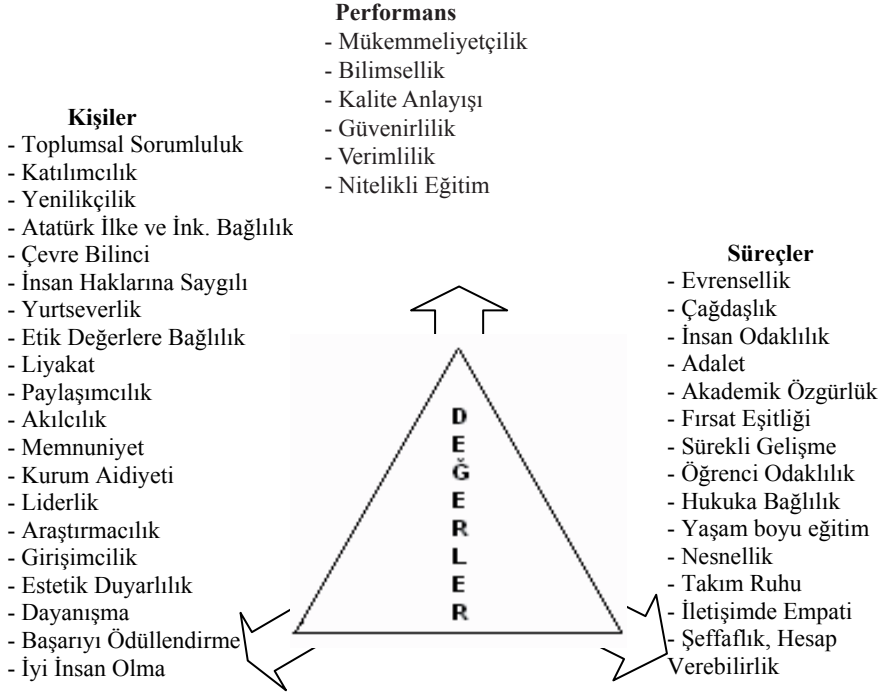 Performans
- Mükemmeliyetçilik
- Bilimsellik
- Kalite Anlayışı
- Güvenirlilik
- Verimlilik
- Nitelikli Eğitim
Kişiler
- Toplumsal Sorumluluk
- Katılımcılık
- Yenilikçilik
- Atatürk İlke ve İnk. Bağlılık
- Çevre Bilinci
- İnsan Haklarına Saygılı
- Yurtseverlik
- Etik Değerlere Bağlılık
- Liyakat
- Paylaşımcılık
- Akılcılık
- Memnuniyet
- Kurum Aidiyeti
- Liderlik
- Araştırmacılık
- Girişimcilik
- Estetik Duyarlılık
- Dayanışma
- Başarıyı Ödüllendirme
- İyi İnsan Olma
DEĞERLER
Süreçler
- Evrensellik
- Çağdaşlık
- İnsan Odaklılık
- Adalet
- Akademik Özgürlük
- Fırsat Eşitliği
- Sürekli Gelişme
- Öğrenci Odaklılık
- Hukuka Bağlılık
- Yaşam boyu eğitim
- Nesnellik
- Takım Ruhu
- İletişimde Empati
- Şeffaflık, Hesap
Verebilirlik